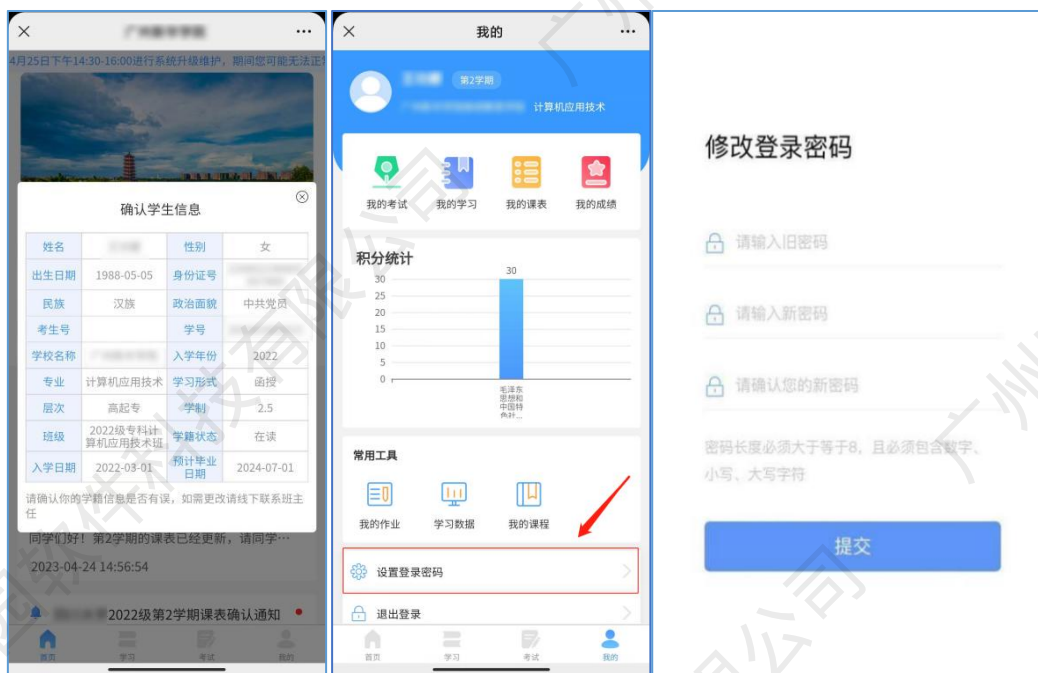 4月25日下午14:30-16:00进行系统升级维护，期间您可能无法正
确认学生信息
姓名 性别 女
出生日期 1988-05-05 身份证号
民族 汉族 政治面貌 中共党员
考生号 学号
学校名称 入学年份 2022
专业 计算机应用技术 学习形式 函授
层次 高起专 学制 2.5
班级 2022级专科计算机应用技术班 学籍状态 在读
入学日期 2022-03-01 预计毕业日期 2024-07-01
请确认你的学籍信息是否有误，如需更改请线下联系班主
任
同学们好！第2学期的课表已经更新，请同学…
2023-04-24 14:56:54
2022级第2学期课表确认通知
首页 学习 考试 我的
我的
第2学期
计算机应用技术
我的考试 我的学习 我的课表 我的成绩
积分统计
30
30
25
20
15
10
5
0
毛泽东
思想和
中国特
色社...
常用工具
我的作业 学习数据 我的课程
设置登录密码
退出登录
首页 学习 考试 我的
修改登录密码
请输入旧密码
请输入新密码
请确认您的新密码
密码长度必须大于等于8，且必须包含数字、
小写、大写字符
提交
园软件科技有限公司
广州
广州
限公司